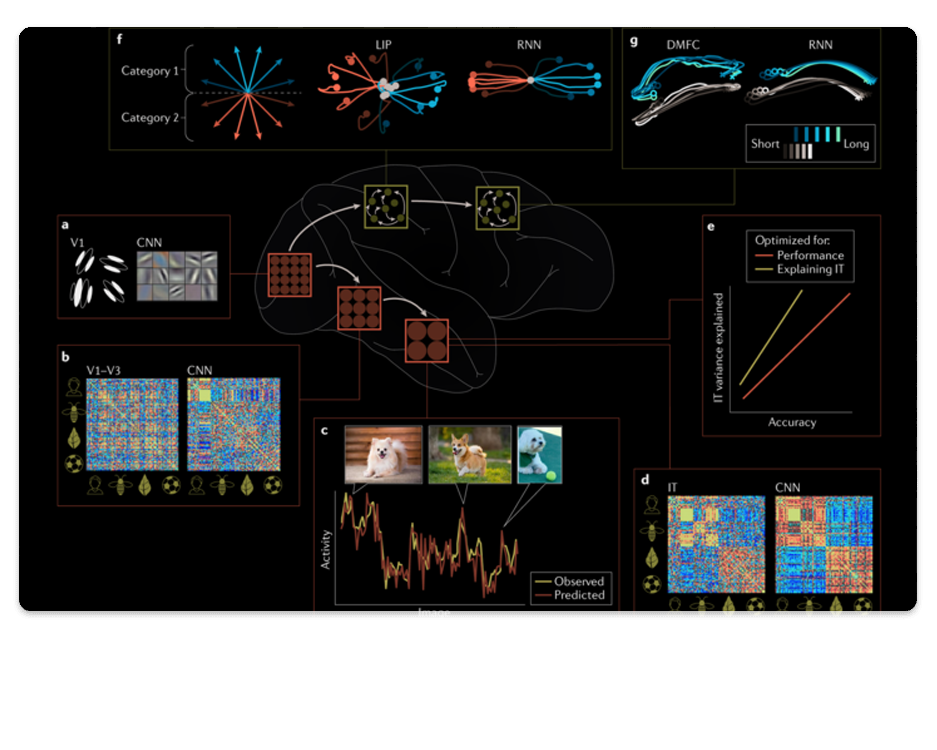 f
LIP
RNN
Category 1
Category 2
g
DMFC
RNN
Short
Long
a
V1
CNN
e
Optimized for:
Performance
Explaining IT
IT variance explained
Accuracy
b
V1–V3
CNN
c
Activity
Observed
Predicted
Image
d
IT
CNN